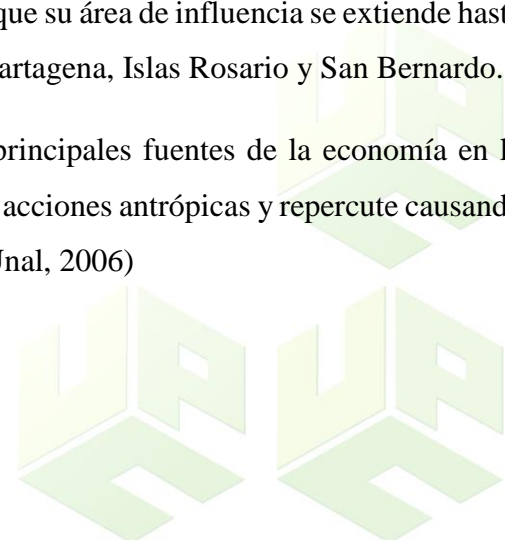 que su área de influencia se extiende hast
artagena, Islas Rosario y San Bernardo.
principales fuentes de la economía en l
acciones antrópicas y repercute causand
Unal, 2006)